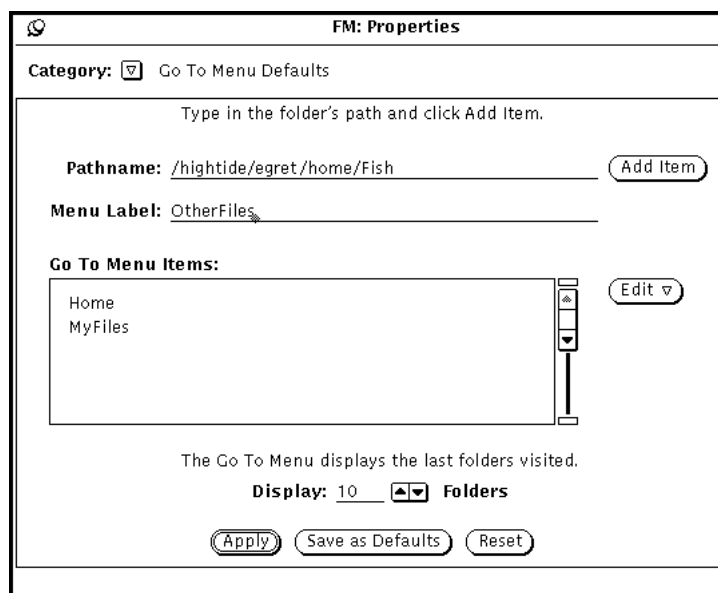 FM: Properties
Category: Go To Menu Defaults
Type in the folder's path and click Add Item.
Pathname: /hightide/egret/home/Fish Add Item
Menu Label: OtherFiles
Go To Menu Items:
Edit
Home
MyFiles
The Go To Menu displays the last folders visited.
Display: 10 Folders
Apply Save as Defaults Reset